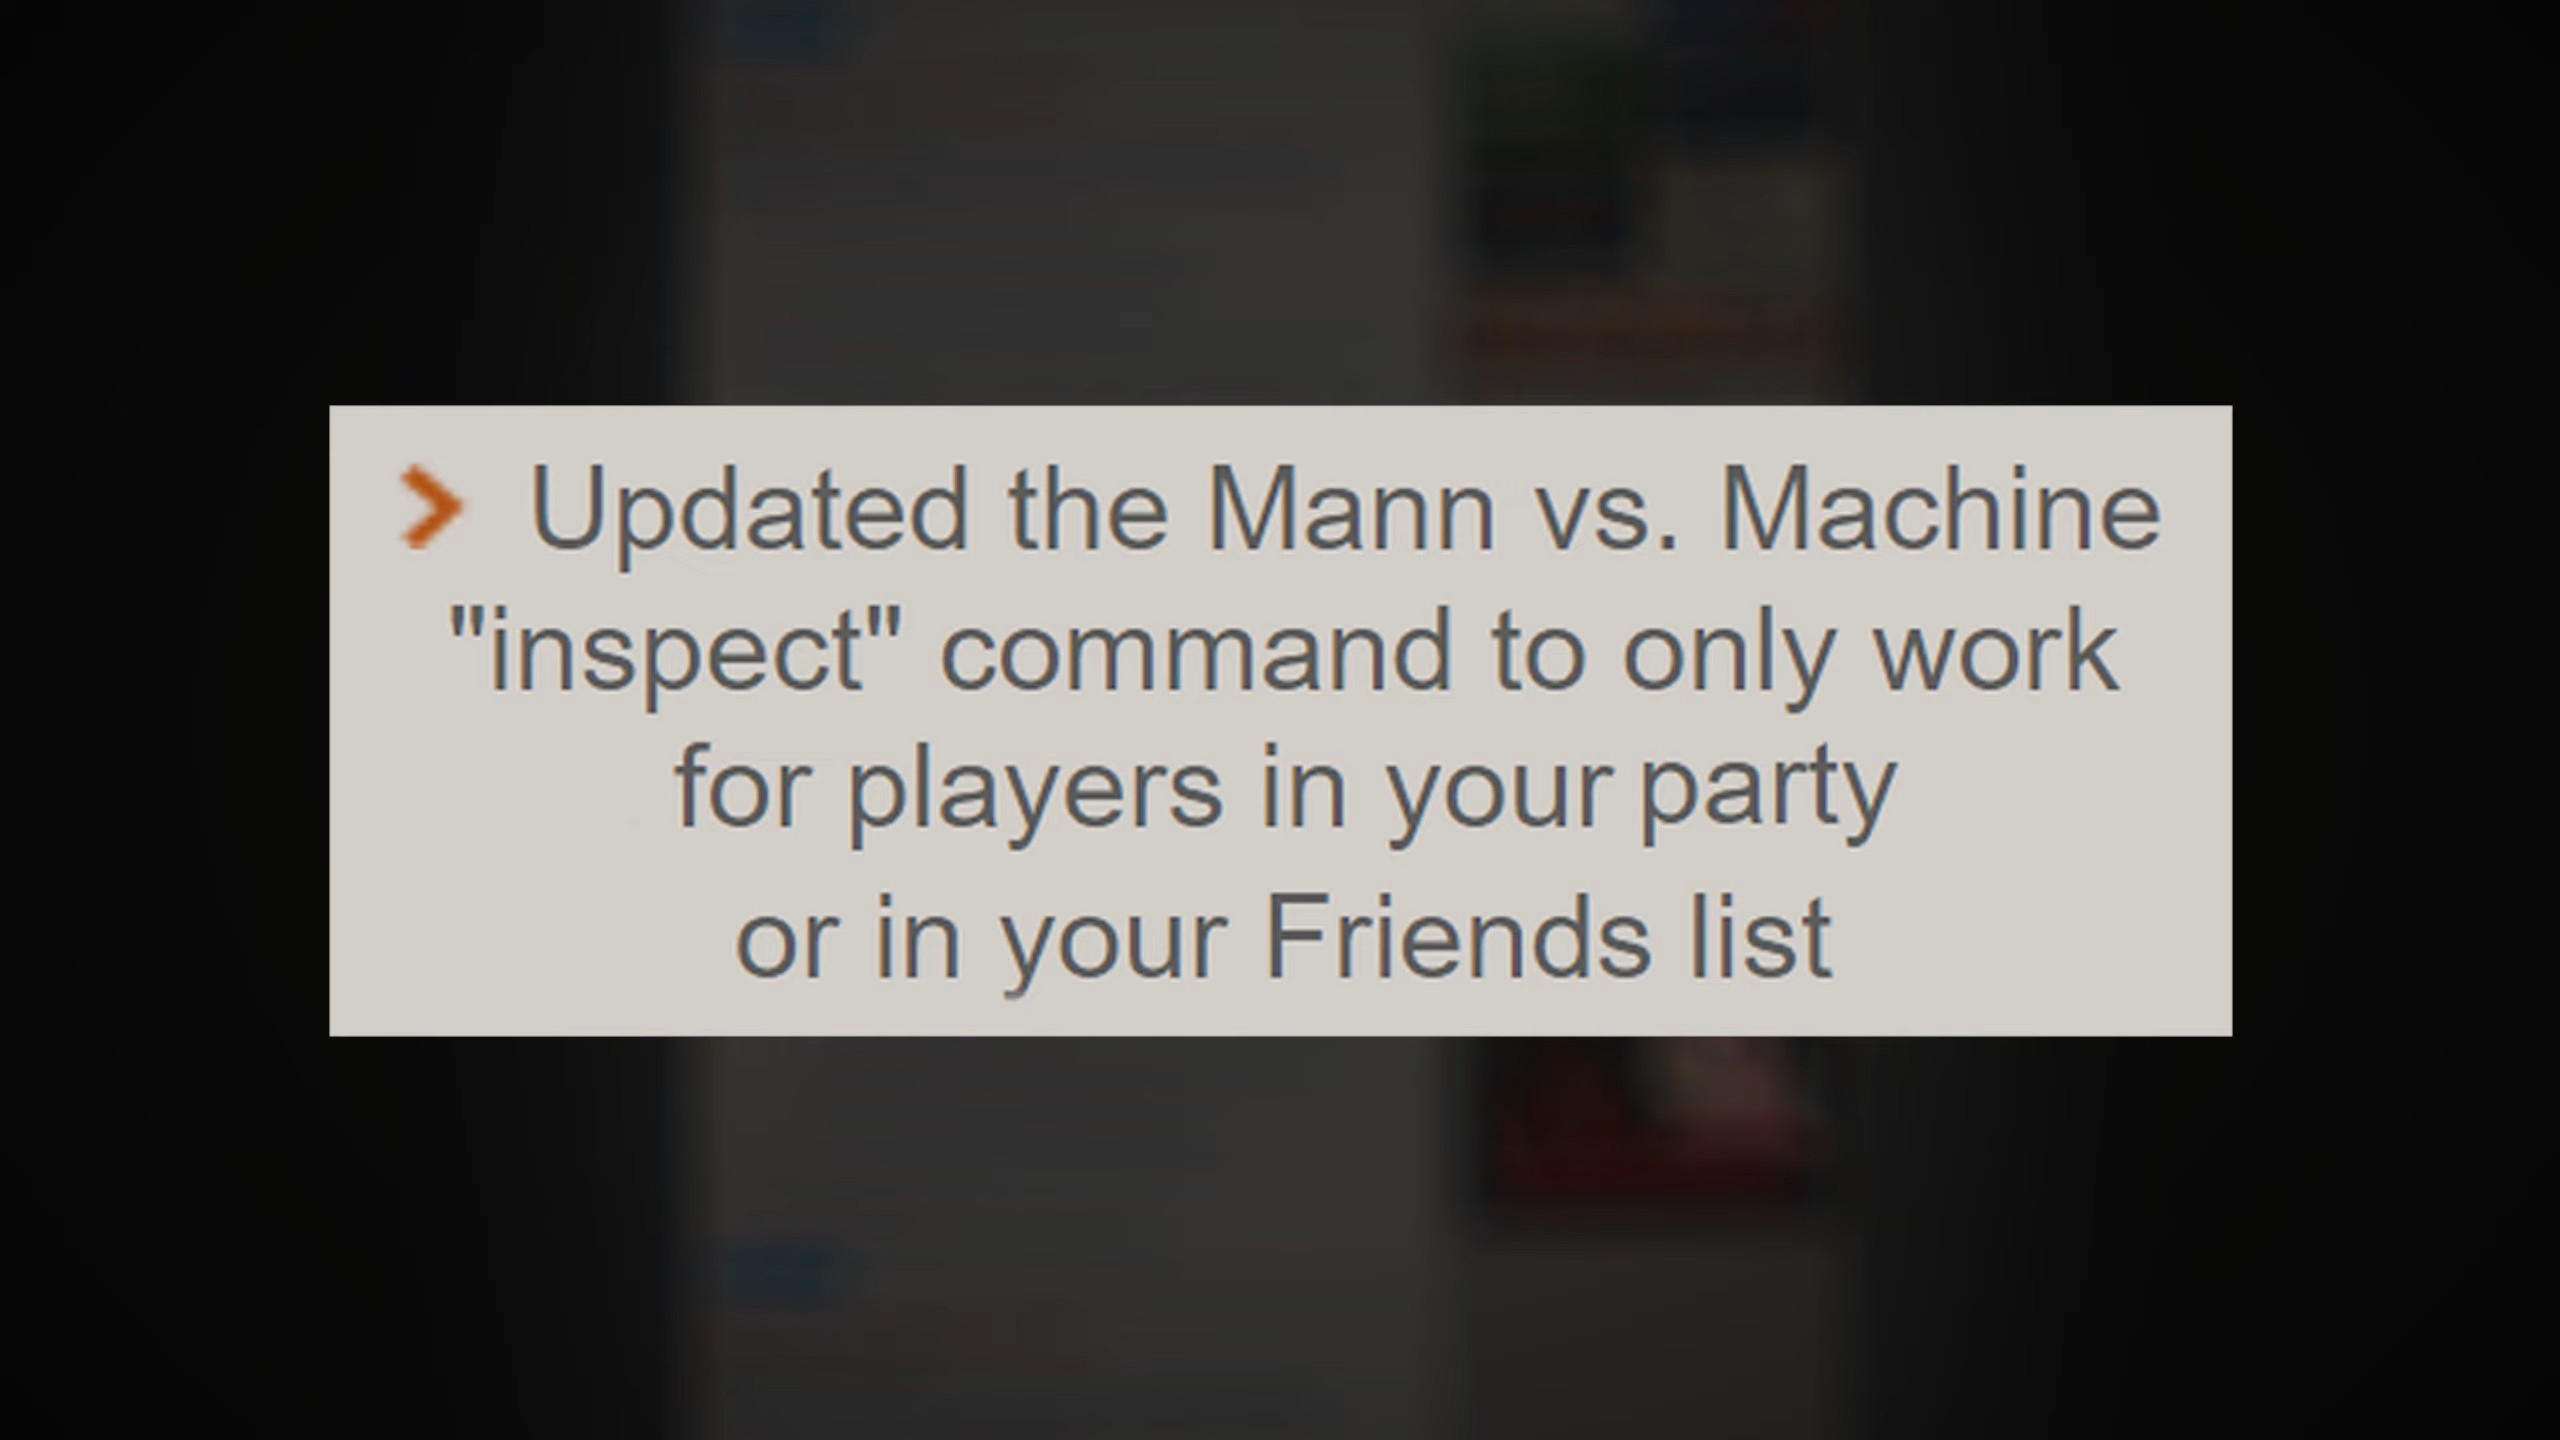 Updated the Mann vs. Machine
"inspect" command to only work
for players in your party
or in your Friends list